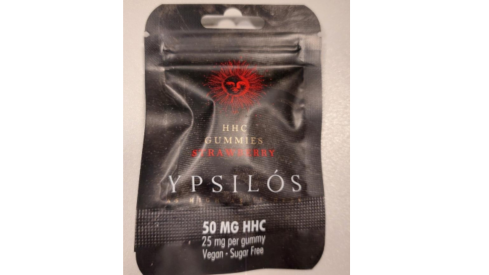 HHC
GUMMIES
STRAWBERRY
YPSILÓS
50 MG HHC
25 mg per gummy
Vegan - Sugar Free